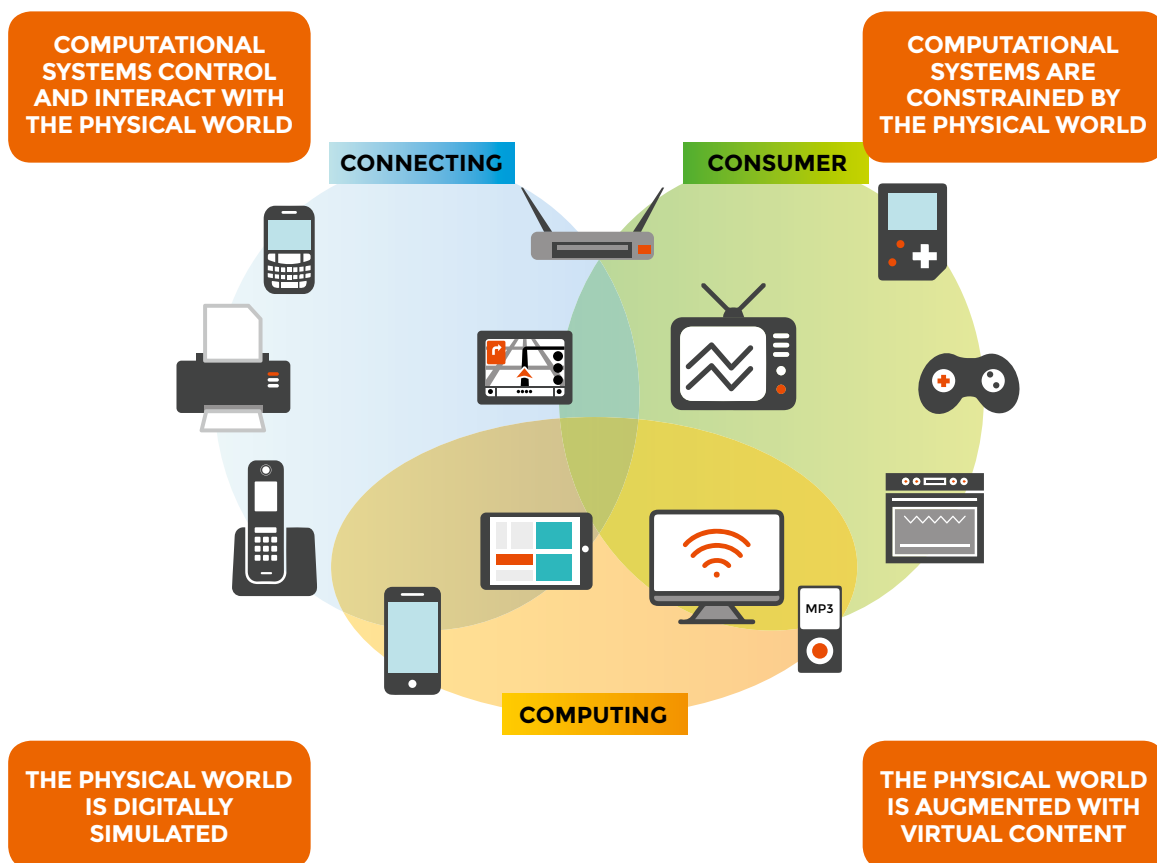 COMPUTATIONAL
SYSTEMS CONTROL
AND INTERACT WITH
THE PHYSICAL WORLD
COMPUTATIONAL
SYSTEMS ARE
CONSTRAINED BY
THE PHYSICAL WORLD
CONNECTING
CONSUMER
MP3
COMPUTING
THE PHYSICAL WORLD
IS DIGITALLY
SIMULATED
THE PHYSICAL WORLD
IS AUGMENTED WITH
VIRTUAL CONTENT